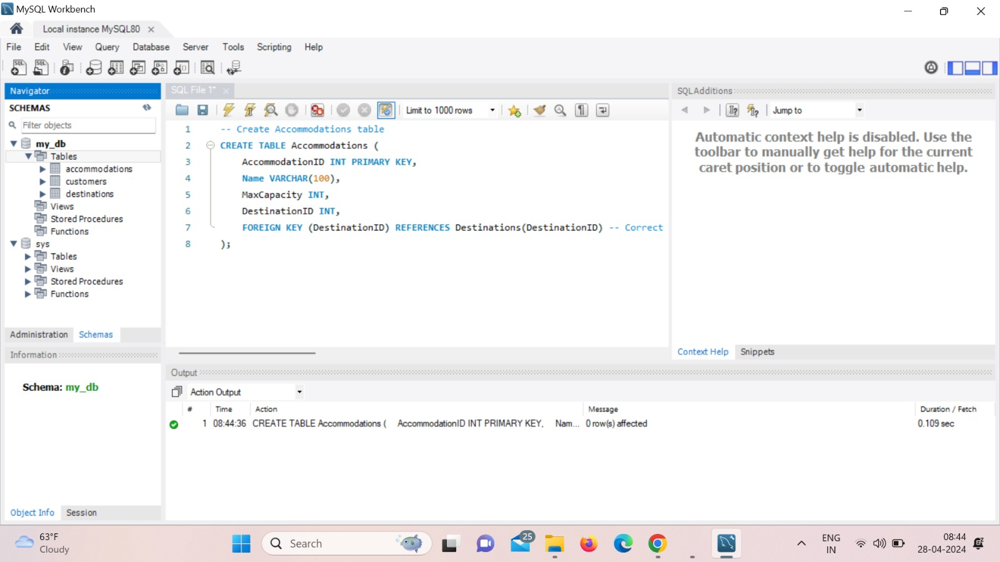 MySQL Workbench
Local instance MySQL80
File Edit View Query Database Server Tools Scripting Help
Navigator
SCHEMAS
Filter objects
my_db
Tables
accommodations
customers
destinations
Views
Stored Procedures
Functions
sys
Tables
Views
Stored Procedures
Functions
Administration Schemas
Information
Schema: my_db
Object Info Session
SQL File 1*
Limit to 1000 rows
1 -- Create Accommodations table
2 CREATE TABLE Accommodations (
3 AccommodationID INT PRIMARY KEY,
4 Name VARCHAR(100),
5 MaxCapacity INT,
6 DestinationID INT,
7 FOREIGN KEY (DestinationID) REFERENCES Destinations(DestinationID) -- Correct
8 );
SQLAdditions
Jump to
Automatic context help is disabled. Use the
toolbar to manually get help for the current
caret position or to toggle automatic help.
Context Help Snippets
Output
Action Output
# Time Action Message Duration / Fetch
1 08:44:36 CREATE TABLE Accommodations ( AccommodationID INT PRIMARY KEY, Nam... 0 row(s) affected 0.109 sec
63°F
Cloudy
Search
25
ENG
IN
08:44
28-04-2024